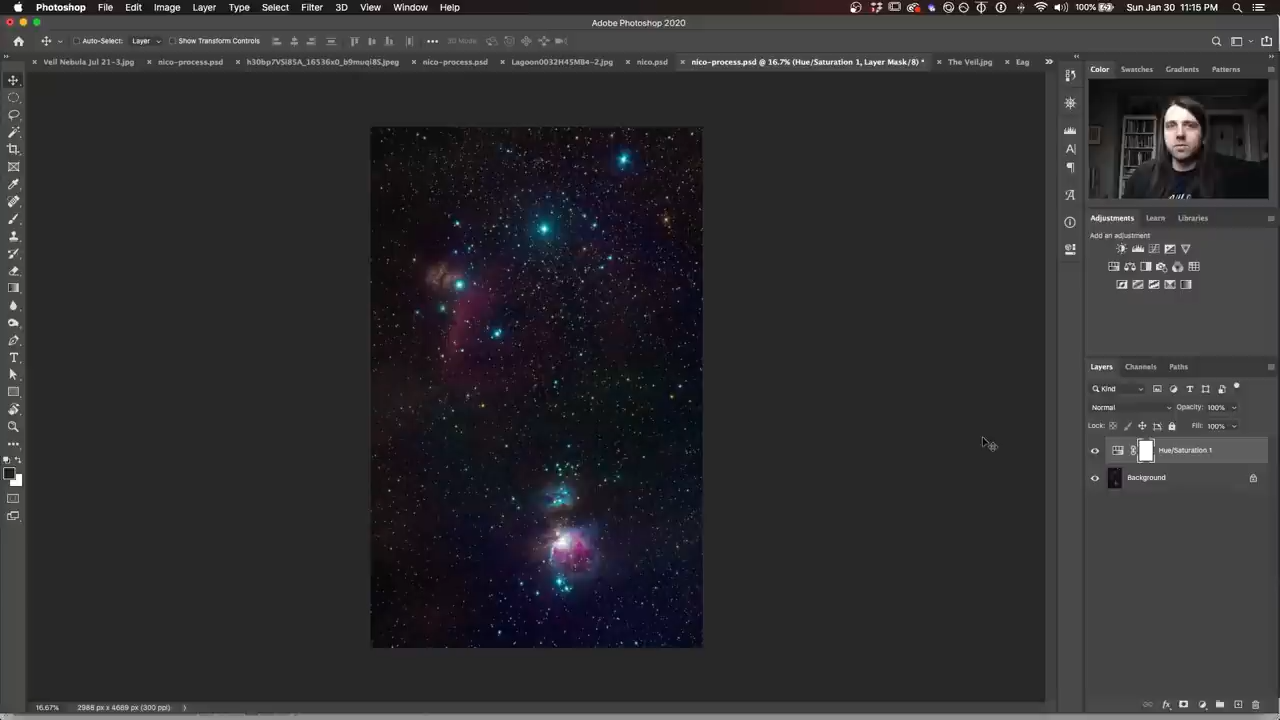 Photoshop File Edit Image Layer Type Select Filter 3D View Window Help 100% Sun Jan 30 11:15 PM
Adobe Photoshop 2020
Auto-Select: Layer Show Transform Controls 3D Mode:
Veil Nebula Jul 21-3.jpg nico-process.psd h30bp7VSi85A_16536x0_b9muqi8S.jpeg nico-process.psd Lagoon0032H45MB4-2.jpg nico.psd nico-process.psd @ 16.7% (Hue/Saturation 1, Layer Mask/8) * The Veil.jpg Eag
Color Swatches Gradients Patterns
Adjustments Learn Libraries
Add an adjustment
Layers Channels Paths
Kind
Normal Opacity: 100%
Lock: Fill: 100%
Hue/Saturation 1
Background
16.67% 2988 px x 4689 px (300 ppi)